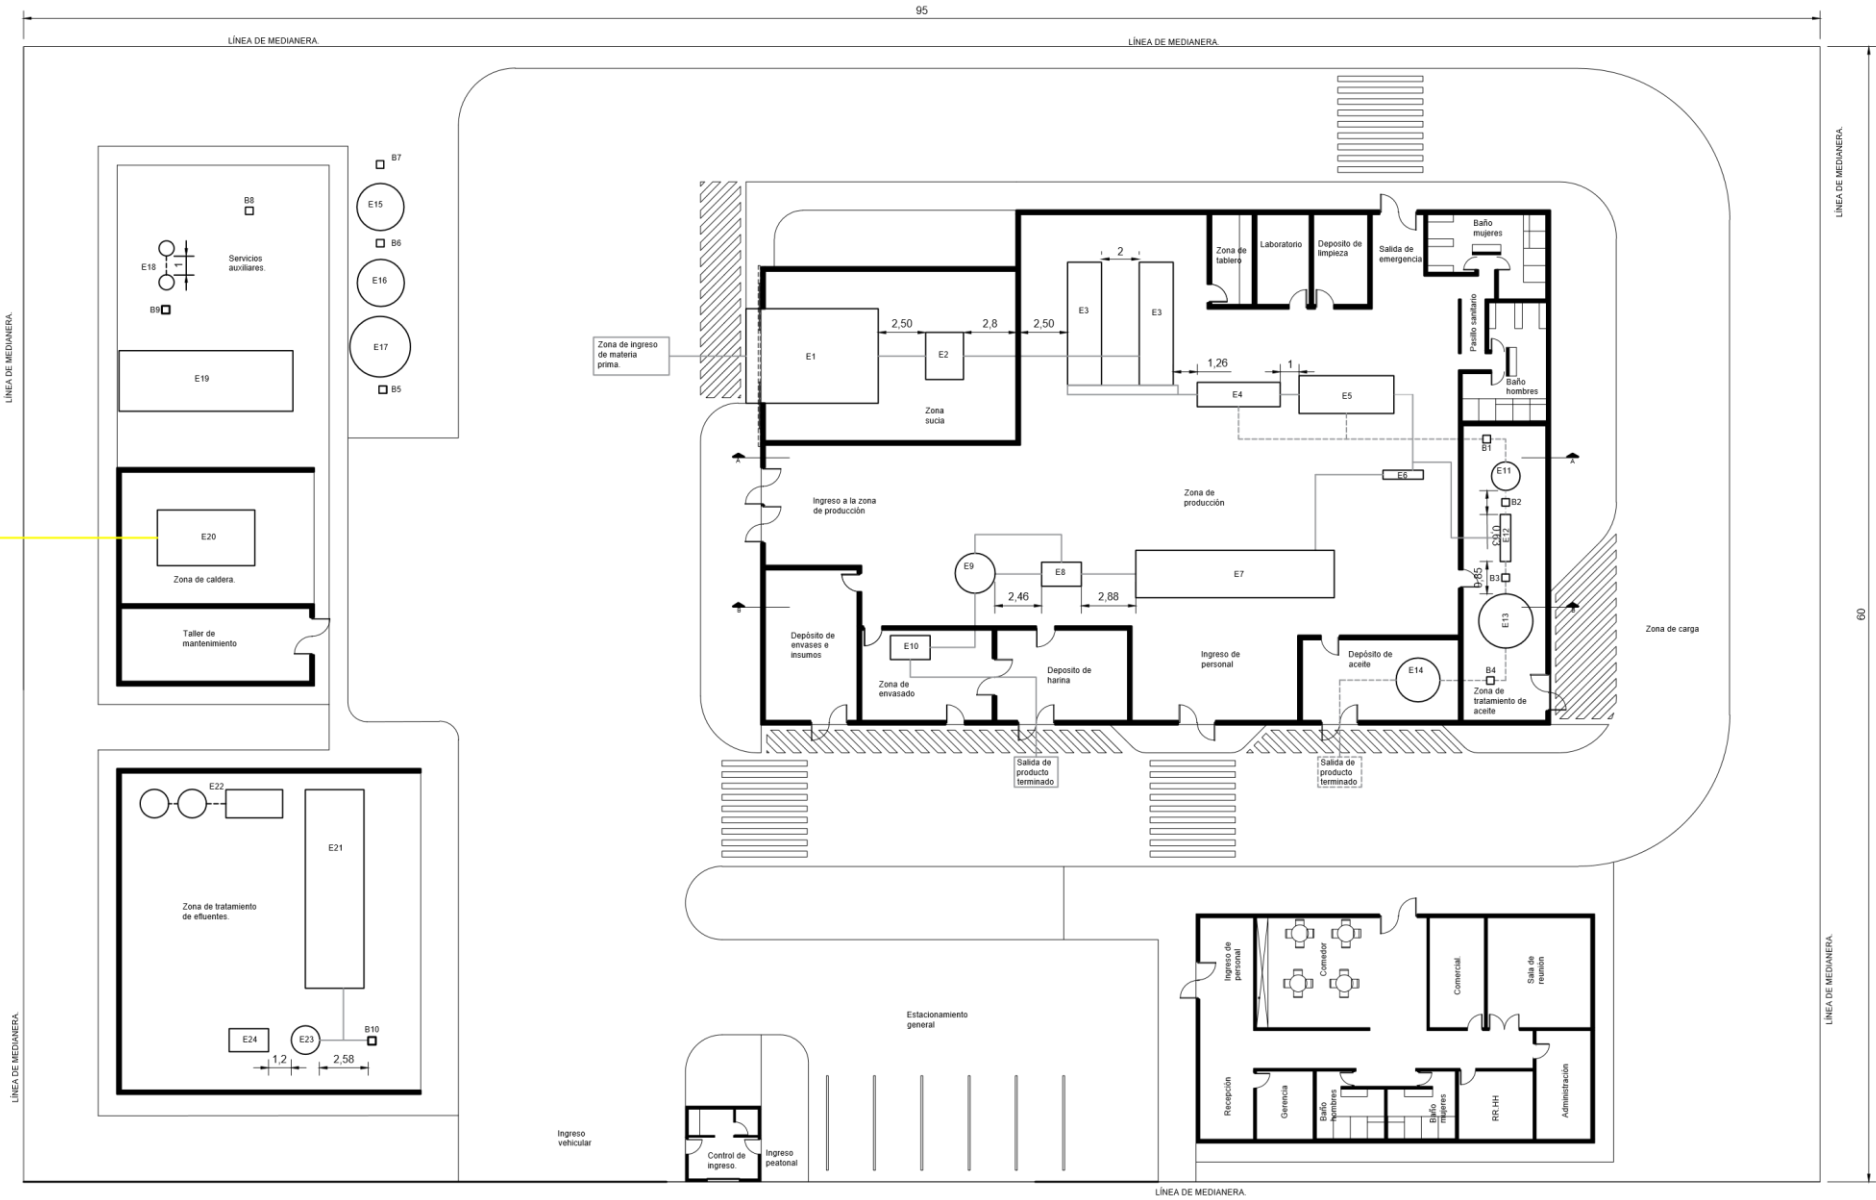 95
LÍNEA DE MEDIANERA.
LÍNEA DE MEDIANERA.
LÍNEA DE MEDIANERA.
LÍNEA DE MEDIANERA.
LÍNEA DE MEDIANERA.
LÍNEA DE MEDIANERA.
LÍNEA DE MEDIANERA.
60
B7
E15
B6
E16
E17
B5
B8
E18
1
B9
Servicios
auxiliares.
E19
E20
Zona de caldera.
Taller de
mantenimiento
E22
E21
Zona de tratamiento
de efluentes.
E24
E23
B10
1,2
2,58
Zona de ingreso
de materia
prima.
E1
2,50
E2
2,8
2,50
Zona
sucia
E3
2
E3
Zona de
tablero
Laboratorio
Deposito de
limpieza
Salida de
emergencia
Baño
mujeres
Pasillo sanitario
Baño
hombres
1,26
1
E4
E5
E6
B1
E11
B2
0,63
E12
0,85
B3
E13
B4
Zona de
tratamiento de
aceite
A
A
B
B
Ingreso a la zona
de producción
Zona de
producción
E9
2,46
E8
2,88
E7
Depósito de
envases e
insumos
E10
Zona de
envasado
Deposito de
harina
Ingreso de
personal
Depósito de
aceite
E14
Zona de carga
Salida de
producto
terminado
Salida de
producto
terminado
Ingreso de
personal
Comedor
Comercial
Sala de
reunión
Recepción
Gerencia
Baño
hombres
Baño
mujeres
RR.HH
Administración
Estacionamiento
general
Ingreso
vehicular
Control de
ingreso.
Ingreso
peatonal
LÍNEA DE MEDIANERA.